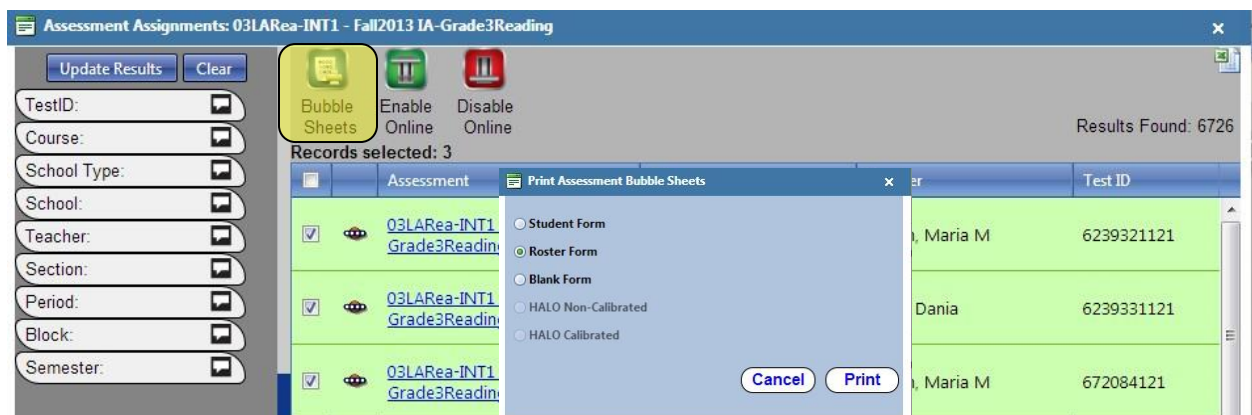 Assessment Assignments: 03LARea-INT1 - Fall2013 IA-Grade3Reading
x
Update Results
Clear
TestID:
Course:
School Type:
School:
Teacher:
Section:
Period:
Block:
Semester:
Bubble Sheets
Enable Online
Disable Online
Results Found: 6726
Records selected: 3
Assessment
Test ID
03LARea-INT1
Maria M
6239321121
03LARea-INT1
Dania
6239331121
03LARea-INT1
Maria M
672084121
Print Assessment Bubble Sheets
x
Student Form
Roster Form
Blank Form
HALO Non-Calibrated
HALO Calibrated
Cancel
Print